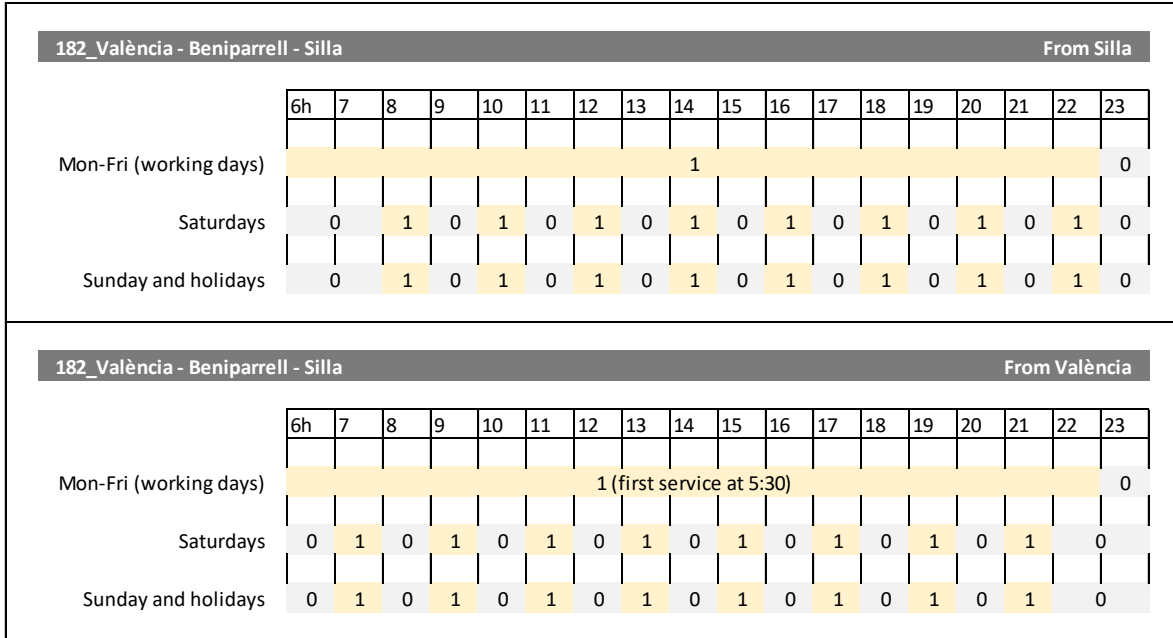 182_València - Beniparrell - Silla From Silla
6h 7 8 9 10 11 12 13 14 15 16 17 18 19 20 21 22 23
Mon-Fri (working days) 1 0
Saturdays 0 1 0 1 0 1 0 1 0 1 0 1 0 1 0 1 0
Sunday and holidays 0 1 0 1 0 1 0 1 0 1 0 1 0 1 0 1 0
182_València - Beniparrell - Silla From València
6h 7 8 9 10 11 12 13 14 15 16 17 18 19 20 21 22 23
Mon-Fri (working days) 1 (first service at 5:30) 0
Saturdays 0 1 0 1 0 1 0 1 0 1 0 1 0 1 0 1 0
Sunday and holidays 0 1 0 1 0 1 0 1 0 1 0 1 0 1 0 1 0